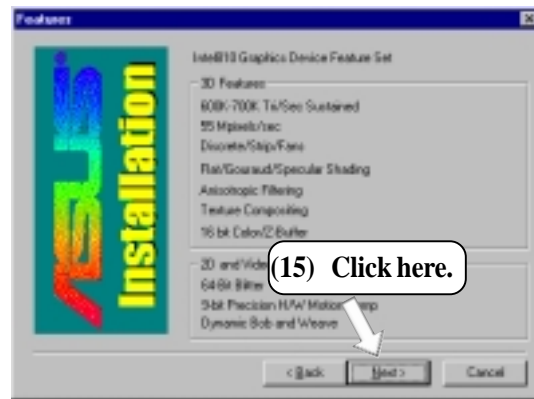 Features
ASUS
Installation
Intel810 Graphics Device Feature Set
3D Features
600K-700K Tri/Sec Sustained
55 Mpixels/sec
Discrete/Strip/Fans
Flat/Gouraud/Specular Shading
Anisotropic Filtering
Texture Compositing
16 bit Color/Z Buffer
2D and Video
(15) Click here.
64 Bit Blitter
9-bit Precision H/W Motion
Dynamic Bob and Weave
< Back
Next >
Cancel